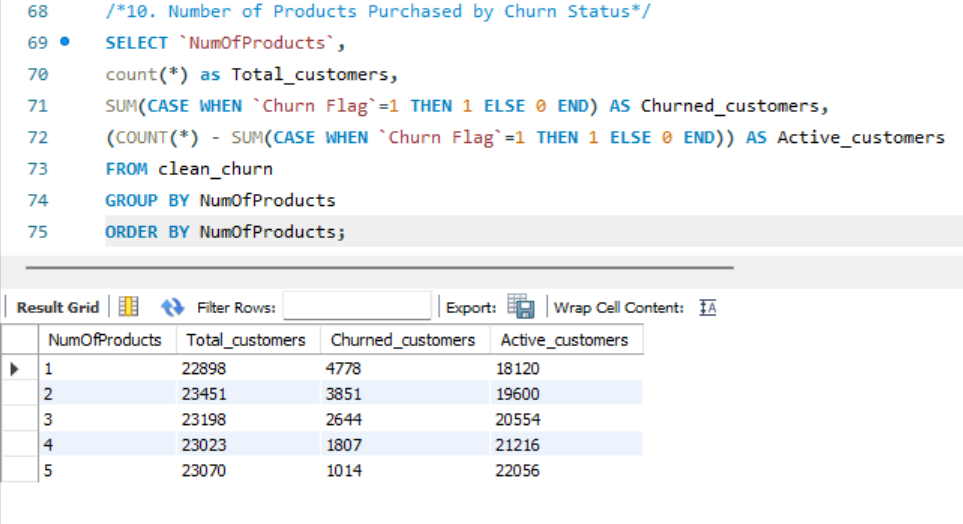 68 /*10. Number of Products Purchased by Churn Status*/
69 SELECT `NumOfProducts`,
70 count(*) as Total_customers,
71 SUM(CASE WHEN `Churn Flag`=1 THEN 1 ELSE 0 END) AS Churned_customers,
72 (COUNT(*) - SUM(CASE WHEN `Churn Flag`=1 THEN 1 ELSE 0 END)) AS Active_customers
73 FROM clean_churn
74 GROUP BY NumOfProducts
75 ORDER BY NumOfProducts;
Result Grid Filter Rows: Export: Wrap Cell Content: IA
NumOfProducts Total_customers Churned_customers Active_customers
1 22898 4778 18120
2 23451 3851 19600
3 23198 2644 20554
4 23023 1807 21216
5 23070 1014 22056